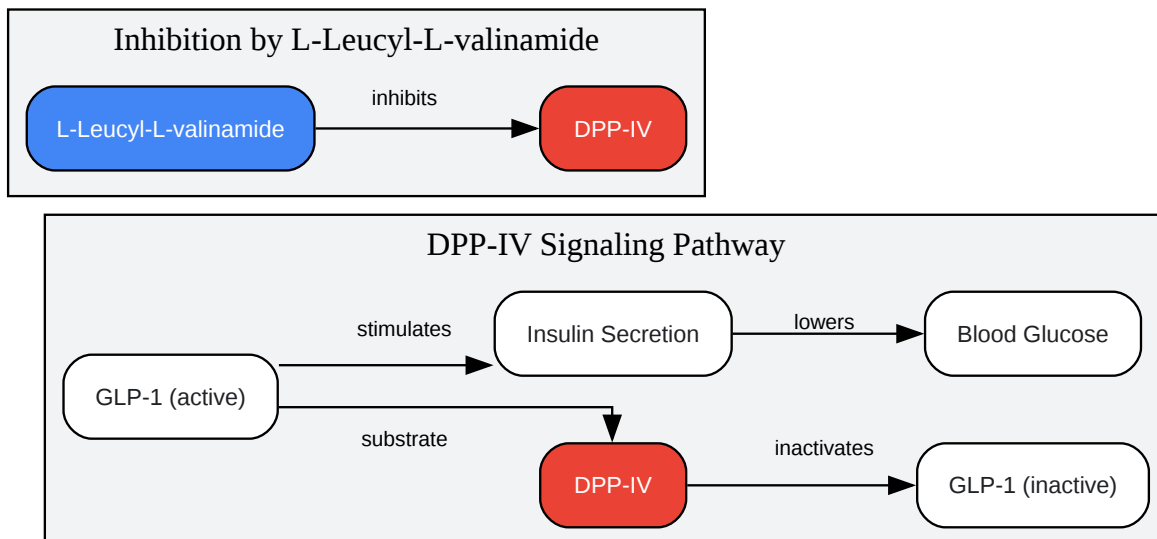 Inhibition by L-Leucyl-L-valinamide
L-Leucyl-L-valinamide
inhibits
DPP-IV
DPP-IV Signaling Pathway
GLP-1 (active)
stimulates
Insulin Secretion
lowers
Blood Glucose
substrate
DPP-IV
inactivates
GLP-1 (inactive)